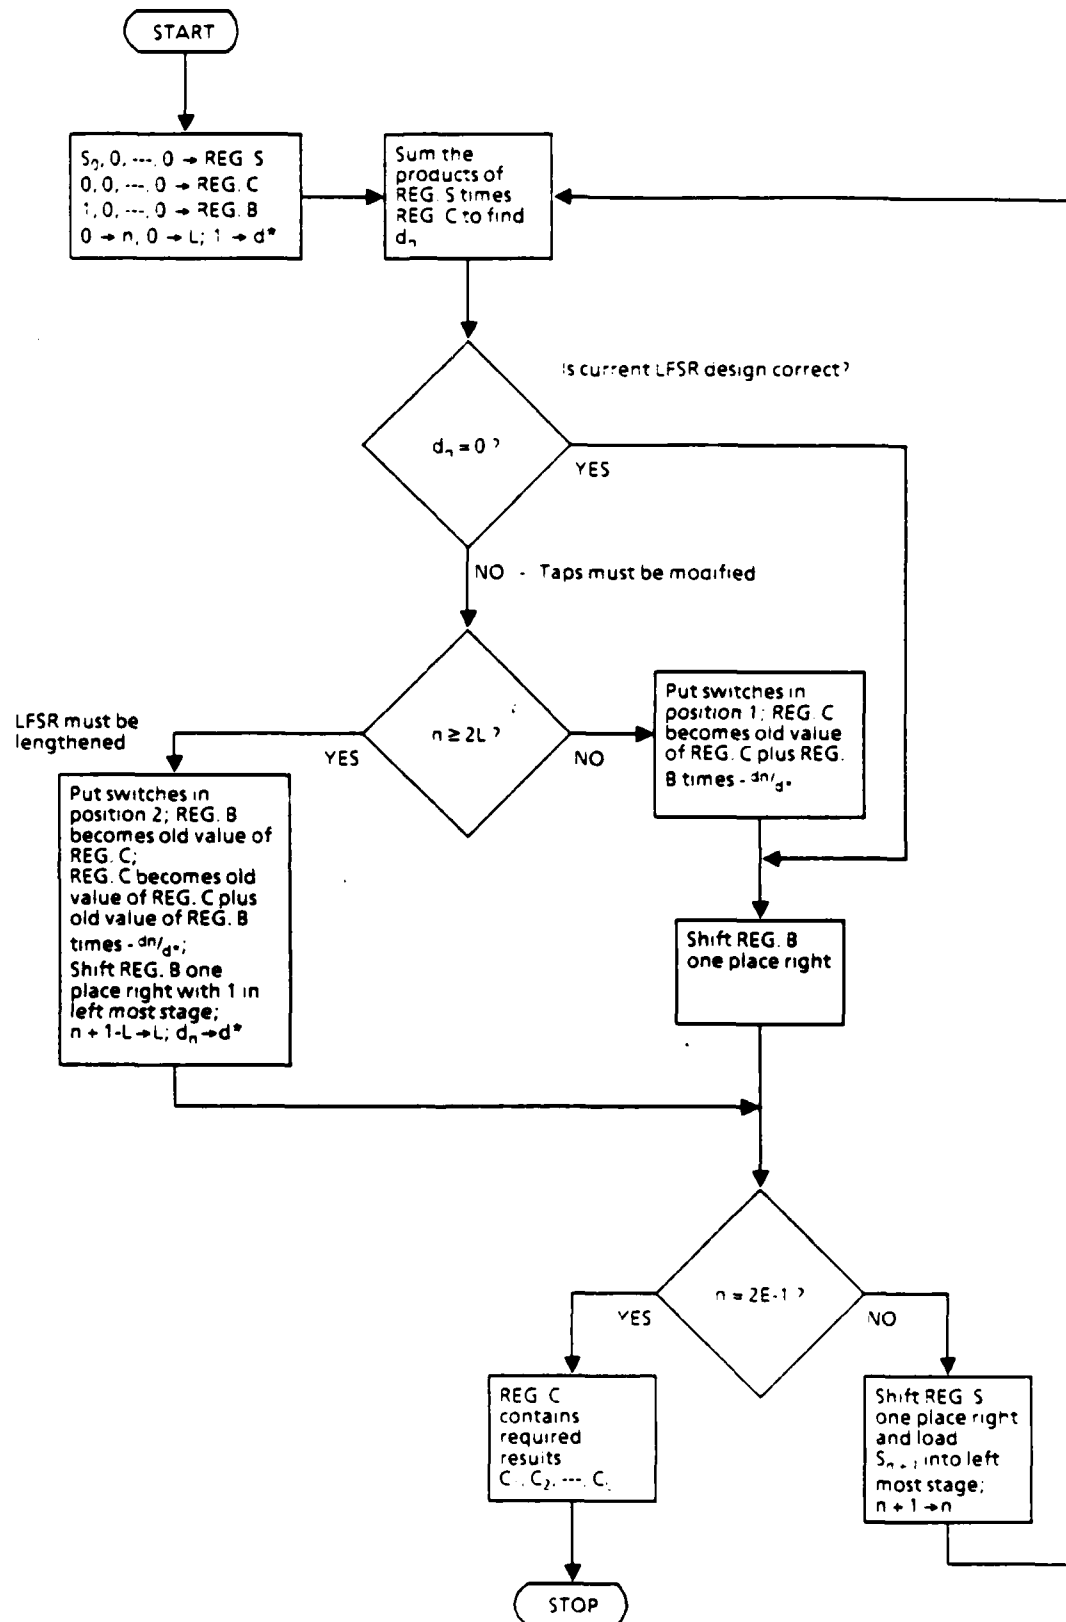 START
S₀, 0, ---, 0 → REG S
0, 0, ---, 0 → REG. C
1, 0, ---, 0 → REG. B
0 → n, 0 → L; 1 → d*
Sum the
products of
REG. S times
REG C to find
dₙ
Is current LFSR design correct?
dₙ = 0 ?
YES
NO - Taps must be modified
n ≥ 2L ?
YES
NO
LFSR must be
lengthened
Put switches in
position 1; REG. C
becomes old value
of REG. C plus REG.
B times - dn/d*
Put switches in
position 2; REG. B
becomes old value of
REG. C;
REG. C becomes old
value of REG. C plus
old value of REG. B
times - dn/d*;
Shift REG. B one
place right with 1 in
left most stage;
n + 1-L → L; dₙ → d*
Shift REG. B
one place right
n = 2E-1 ?
YES
NO
REG C
contains
required
results
C₁, C₂, ---, C
Shift REG S
one place right
and load
Sₙ₊₁ into left
most stage;
n + 1 → n
STOP